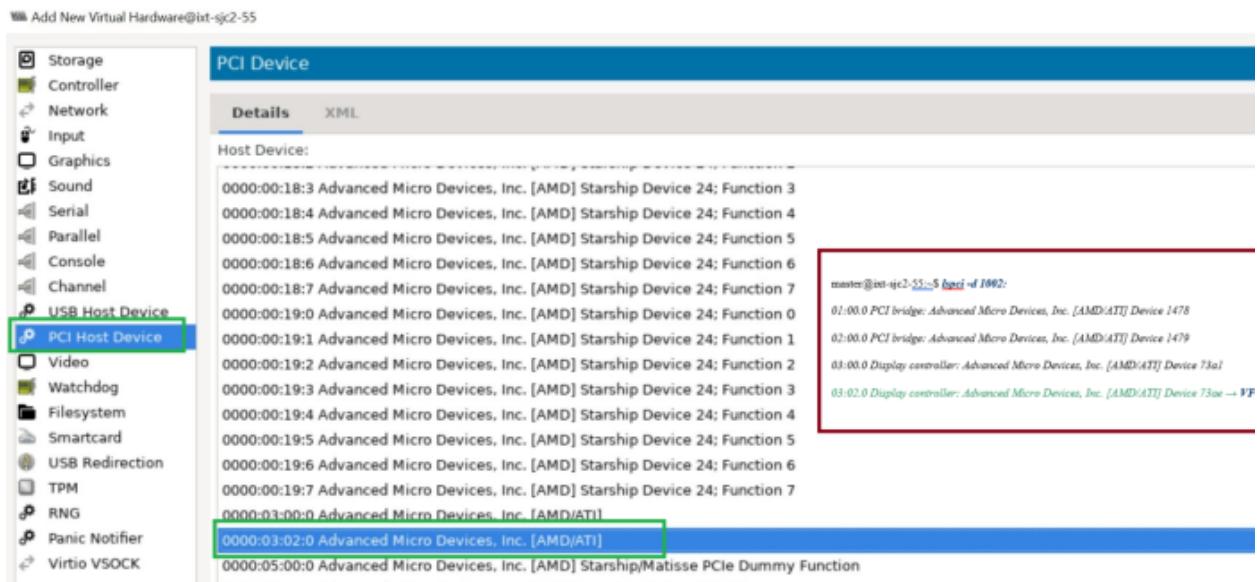 Add New Virtual Hardware@ixt-sjc2-55
Storage
Controller
Network
Input
Graphics
Sound
Serial
Parallel
Console
Channel
USB Host Device
PCI Host Device
Video
Watchdog
Filesystem
Smartcard
USB Redirection
TPM
RNG
Panic Notifier
Virtio VSOCK
PCI Device
Details XML
Host Device:
0000:00:18:3 Advanced Micro Devices, Inc. [AMD] Starship Device 24; Function 3
0000:00:18:4 Advanced Micro Devices, Inc. [AMD] Starship Device 24; Function 4
0000:00:18:5 Advanced Micro Devices, Inc. [AMD] Starship Device 24; Function 5
0000:00:18:6 Advanced Micro Devices, Inc. [AMD] Starship Device 24; Function 6
0000:00:18:7 Advanced Micro Devices, Inc. [AMD] Starship Device 24; Function 7
0000:00:19:0 Advanced Micro Devices, Inc. [AMD] Starship Device 24; Function 0
0000:00:19:1 Advanced Micro Devices, Inc. [AMD] Starship Device 24; Function 1
0000:00:19:2 Advanced Micro Devices, Inc. [AMD] Starship Device 24; Function 2
0000:00:19:3 Advanced Micro Devices, Inc. [AMD] Starship Device 24; Function 3
0000:00:19:4 Advanced Micro Devices, Inc. [AMD] Starship Device 24; Function 4
0000:00:19:5 Advanced Micro Devices, Inc. [AMD] Starship Device 24; Function 5
0000:00:19:6 Advanced Micro Devices, Inc. [AMD] Starship Device 24; Function 6
0000:00:19:7 Advanced Micro Devices, Inc. [AMD] Starship Device 24; Function 7
0000:03:00:0 Advanced Micro Devices, Inc. [AMD/ATI]
0000:03:02:0 Advanced Micro Devices, Inc. [AMD/ATI]
0000:05:00:0 Advanced Micro Devices, Inc. [AMD] Starship/Matisse PCIe Dummy Function
master@ixt-sjc2-55:~$ lspci -d 1002:
01:00.0 PCI bridge: Advanced Micro Devices, Inc. [AMD/ATI] Device 1478
02:00.0 PCI bridge: Advanced Micro Devices, Inc. [AMD/ATI] Device 1479
03:00.0 Display controller: Advanced Micro Devices, Inc. [AMD/ATI] Device 73a1
03:02.0 Display controller: Advanced Micro Devices, Inc. [AMD/ATI] Device 73ae → VF